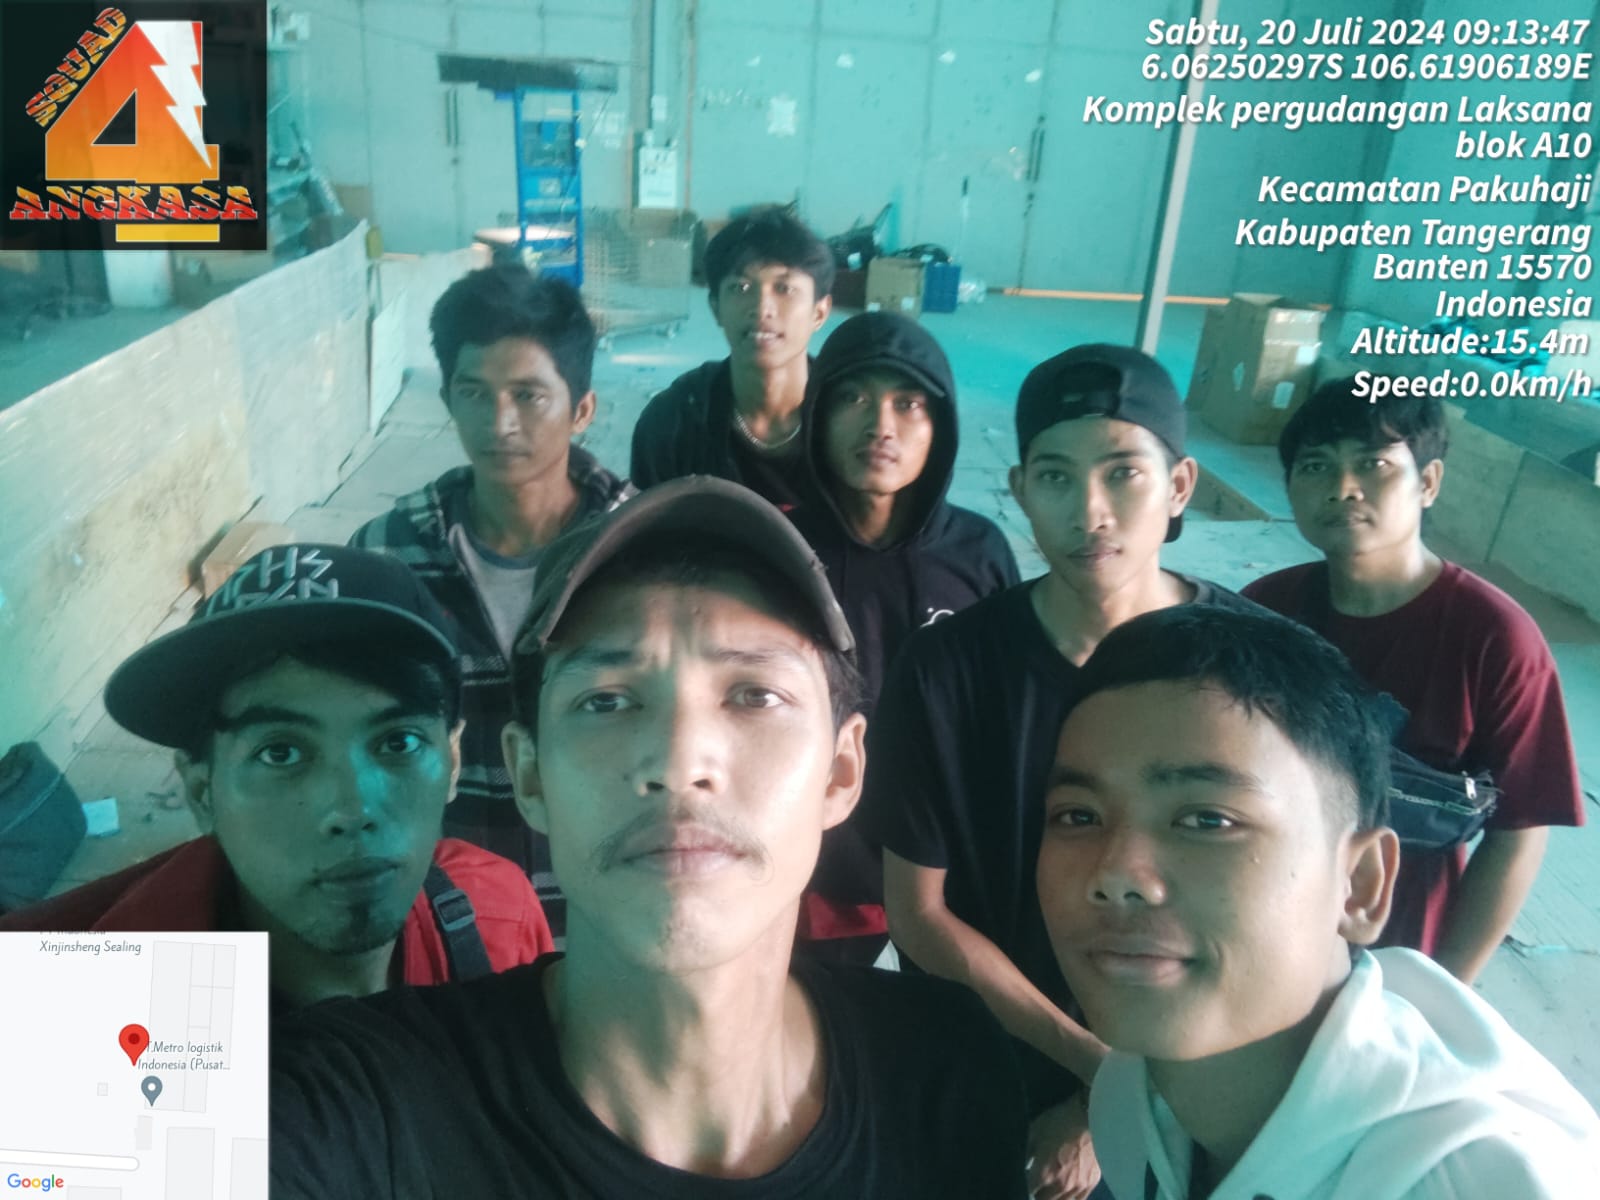 SQUAD
4
ANGKASA
Sabtu, 20 Juli 2024 09:13:47
6.06250297S 106.61906189E
Komplek pergudangan Laksana
blok A10
Kecamatan Pakuhaji
Kabupaten Tangerang
Banten 15570
Indonesia
Altitude:15.4m
Speed:0.0km/h
Xinjinsheng Sealing
T.Metro logistik
Indonesia (Pusat...
Google